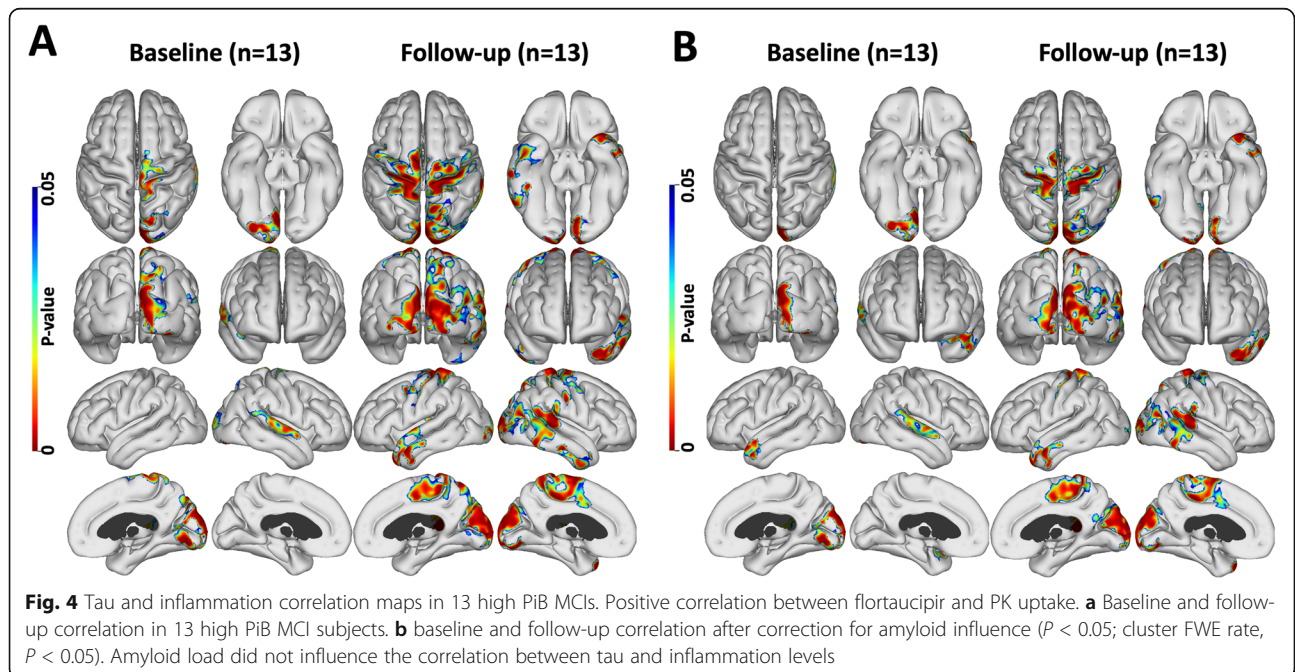 A
Baseline (n=13)
Follow-up (n=13)
B
Baseline (n=13)
Follow-up (n=13)
0.05
P-value
0
0.05
P-value
0
Fig. 4 Tau and inflammation correlation maps in 13 high PiB MCIs. Positive correlation between flortaucipir and PK uptake. a Baseline and follow-
up correlation in 13 high PiB MCI subjects. b baseline and follow-up correlation after correction for amyloid influence (P < 0.05; cluster FWE rate,
P < 0.05). Amyloid load did not influence the correlation between tau and inflammation levels